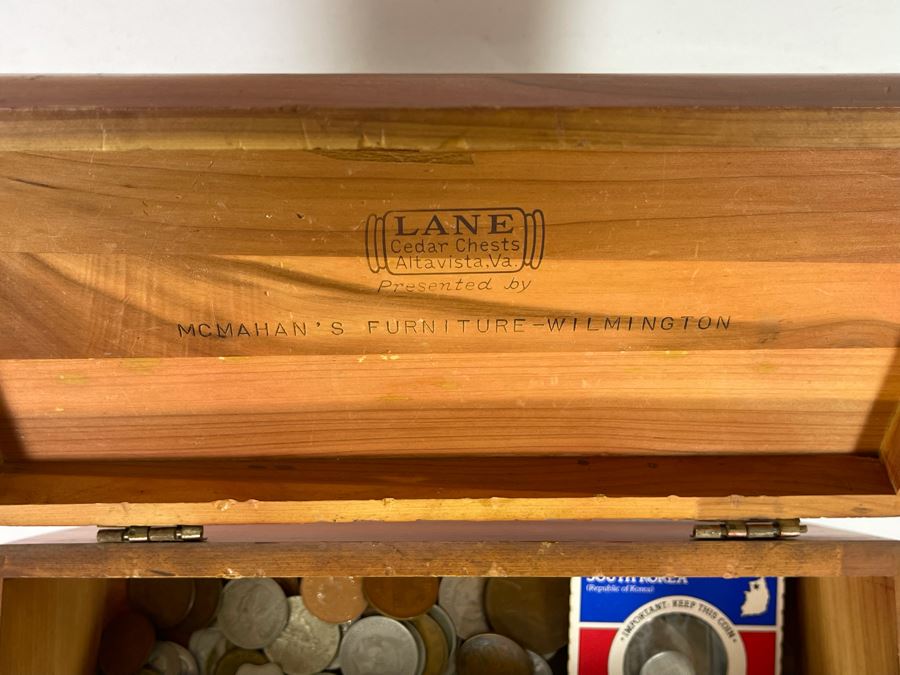 LANE
Cedar Chests
Altavista, Va.
Presented by
MCMAHAN'S FURNITURE-WILMINGTON
SOUTH KOREA
(Republic of Korea)
IMPORTANT: KEEP THIS COIN